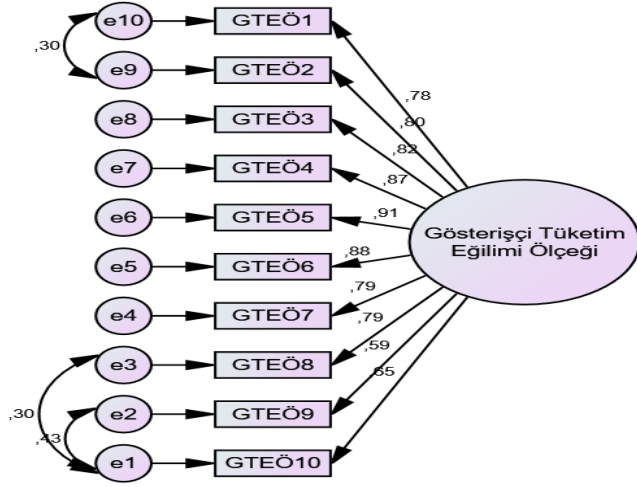 e10 GTEÖ1
,30
e9 GTEÖ2
,78
,80
e8 GTEÖ3
,82
e7 GTEÖ4
,87
e6 GTEÖ5
,91
Gösterişçi Tüketim
Eğilimi Ölçeği
e5 GTEÖ6
,88
e4 GTEÖ7
,79
,79
e3 GTEÖ8
,59
,65
,30
e2 GTEÖ9
,43
e1 GTEÖ10